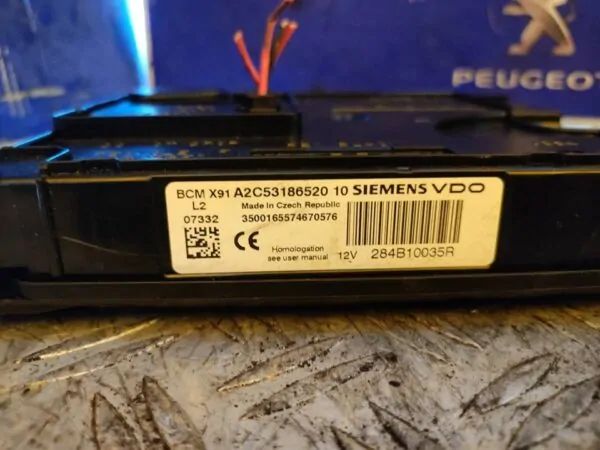 PEUGEOT
BCM X91 A2C53186520 10 SIEMENS VDO
L2 Made in Czech Republic
07332 3500165574670576
CE Homologation
see user manual 12V 284B10035R